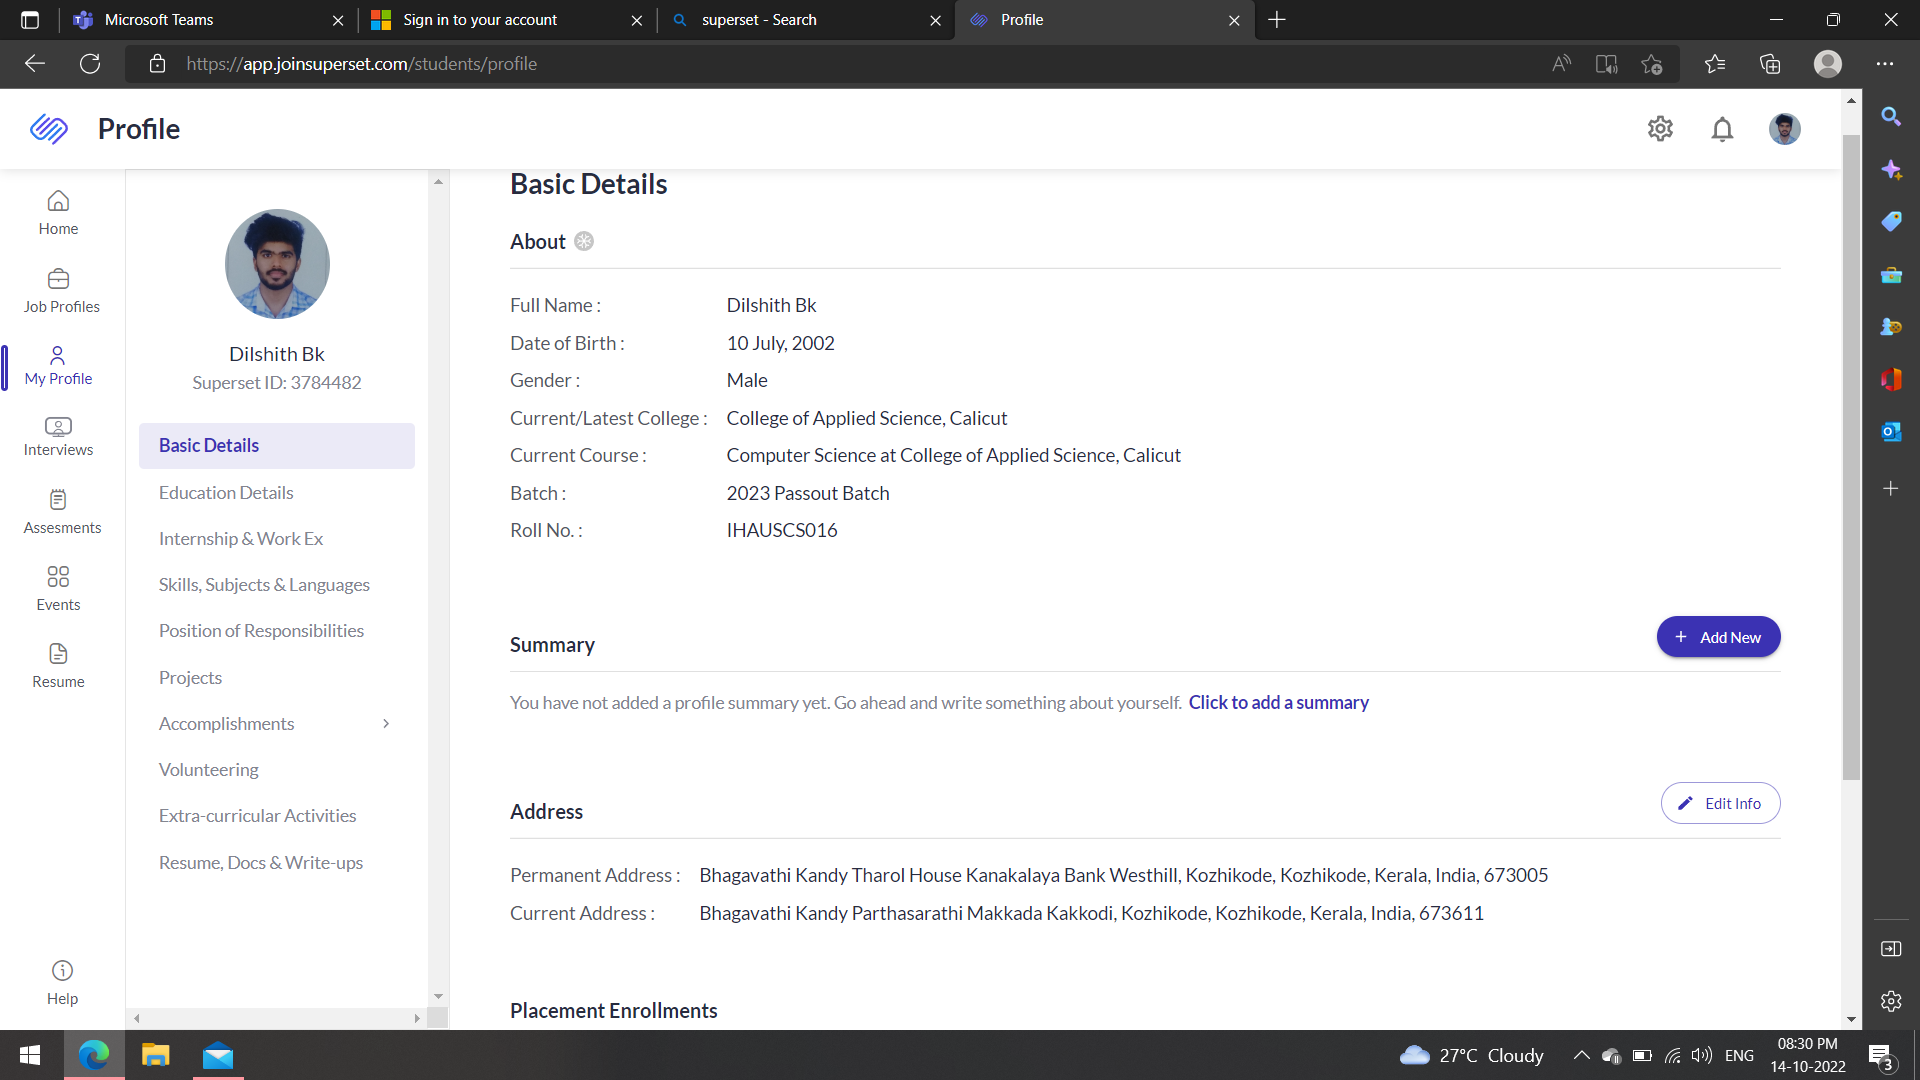 Microsoft Teams
Sign in to your account
superset - Search
Profile
https://app.joinsuperset.com/students/profile
Profile
Home
Job Profiles
My Profile
Interviews
Assesments
Events
Resume
Help
Dilshith Bk
Superset ID: 3784482
Basic Details
Education Details
Internship & Work Ex
Skills, Subjects & Languages
Position of Responsibilities
Projects
Accomplishments
Volunteering
Extra-curricular Activities
Resume, Docs & Write-ups
Basic Details
About
Full Name : Dilshith Bk
Date of Birth : 10 July, 2002
Gender : Male
Current/Latest College : College of Applied Science, Calicut
Current Course : Computer Science at College of Applied Science, Calicut
Batch : 2023 Passout Batch
Roll No. : IHAUSCS016
Summary
+ Add New
You have not added a profile summary yet. Go ahead and write something about yourself. Click to add a summary
Address
Edit Info
Permanent Address : Bhagavathi Kandy Tharol House Kanakalaya Bank Westhill, Kozhikode, Kozhikode, Kerala, India, 673005
Current Address : Bhagavathi Kandy Parthasarathi Makkada Kakkodi, Kozhikode, Kozhikode, Kerala, India, 673611
Placement Enrollments
27°C Cloudy
ENG
08:30 PM
14-10-2022
3